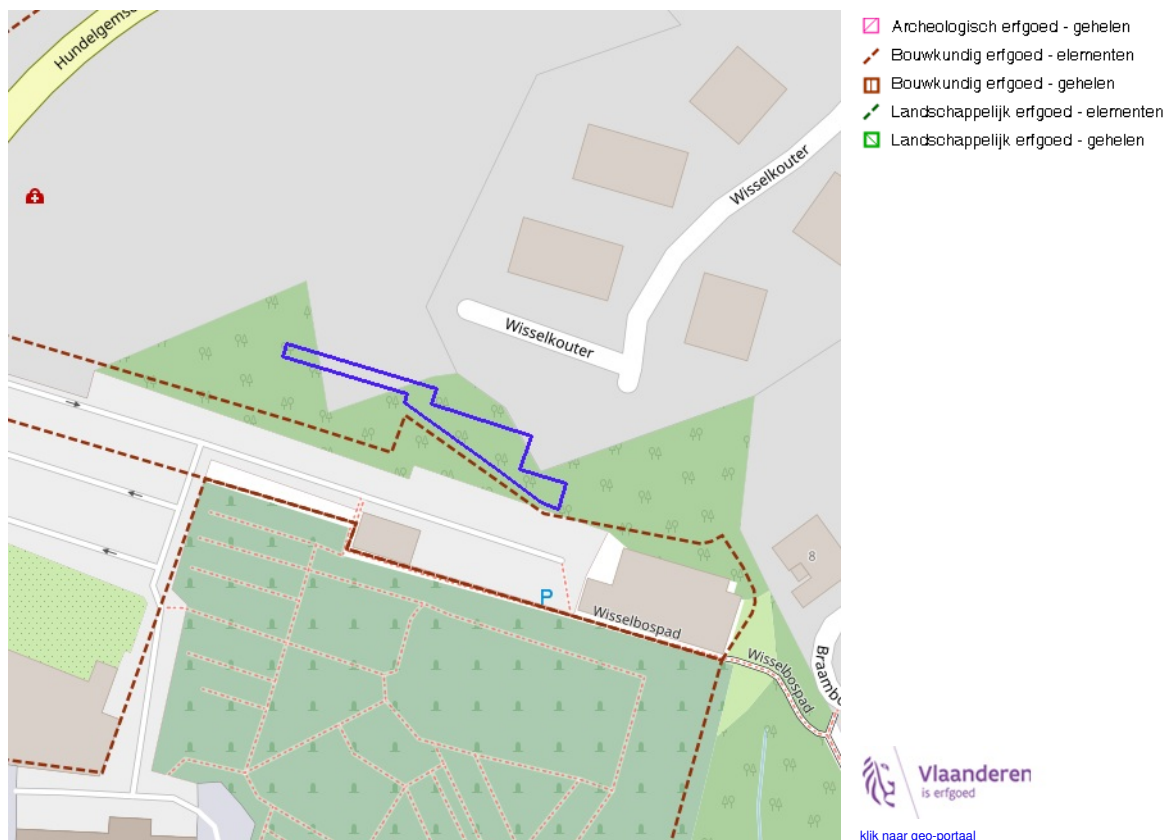 Hundelgemse
Archeologisch erfgoed - gehelen
Bouwkundig erfgoed - elementen
Bouwkundig erfgoed - gehelen
Landschappelijk erfgoed - elementen
Landschappelijk erfgoed - gehelen
Wisselkouter
Wisselkouter
8
P
Wisselbospad
Wisselbospad
Braambo
Vlaanderen
is erfgoed
klik naar geo-portaal